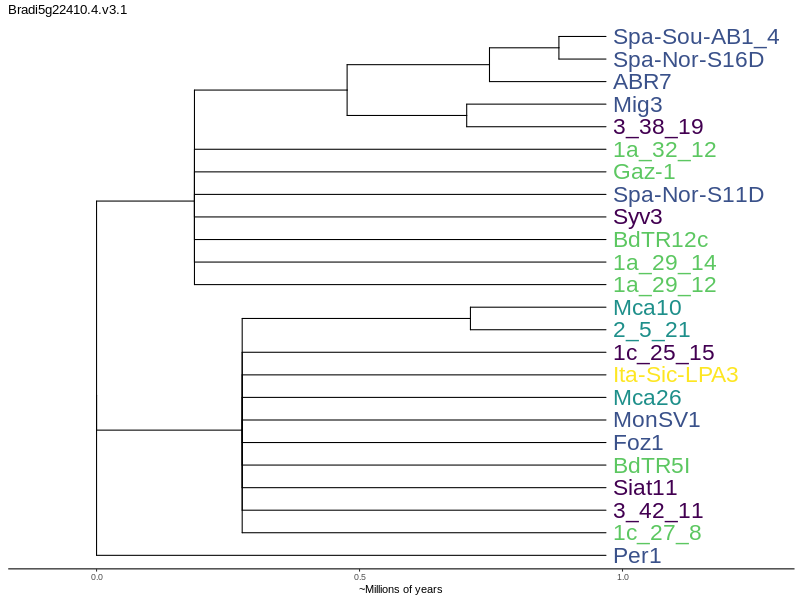 Bradi5g22410.4.v3.1
Spa-Sou-AB1_4
Spa-Nor-S16D
ABR7
Mig3
3_38_19
1a_32_12
Gaz-1
Spa-Nor-S11D
Syv3
BdTR12c
1a_29_14
1a_29_12
Mca10
2_5_21
1c_25_15
Ita-Sic-LPA3
Mca26
MonSV1
Foz1
BdTR5I
Siat11
3_42_11
1c_27_8
Per1
0.0 0.5 1.0
~Millions of years